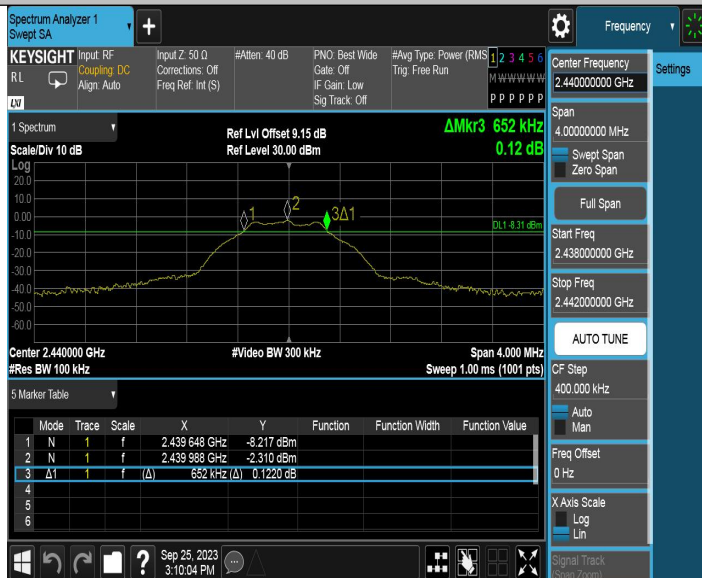 Spectrum Analyzer 1
Swept SA
+
Frequency
KEYSIGHT
RL
LXI
Input: RF
Coupling: DC
Align: Auto
Input Z: 50 Ω
Corrections: Off
Freq Ref: Int (S)
#Atten: 40 dB
PNO: Best Wide
Gate: Off
IF Gain: Low
Sig Track: Off
#Avg Type: Power (RMS
Trig: Free Run
1 2 3 4 5 6
M W W W W W
P P P P P P
1 Spectrum
Scale/Div 10 dB
Ref Lvl Offset 9.15 dB
Ref Level 30.00 dBm
ΔMkr3 652 kHz
0.12 dB
Log
20.0
10.0
0.00
-10.0
-20.0
-30.0
-40.0
-50.0
-60.0
1
2
3Δ1
DL1 -8.31 dBm
Center 2.440000 GHz
#Res BW 100 kHz
#Video BW 300 kHz
Span 4.000 MHz
Sweep 1.00 ms (1001 pts)
5 Marker Table
Mode Trace Scale X Y Function Function Width Function Value
1 N 1 f 2.439 648 GHz -8.217 dBm
2 N 1 f 2.439 988 GHz -2.310 dBm
3 Δ1 1 f (Δ) 652 kHz (Δ) 0.1220 dB
4
5
6
?
Sep 25, 2023
3:10:04 PM
Center Frequency
2.440000000 GHz
Settings
Span
4.00000000 MHz
Swept Span
Zero Span
Full Span
Start Freq
2.438000000 GHz
Stop Freq
2.442000000 GHz
AUTO TUNE
CF Step
400.000 kHz
Auto
Man
Freq Offset
0 Hz
X Axis Scale
Log
Lin
Signal Track
(Span Zoom)